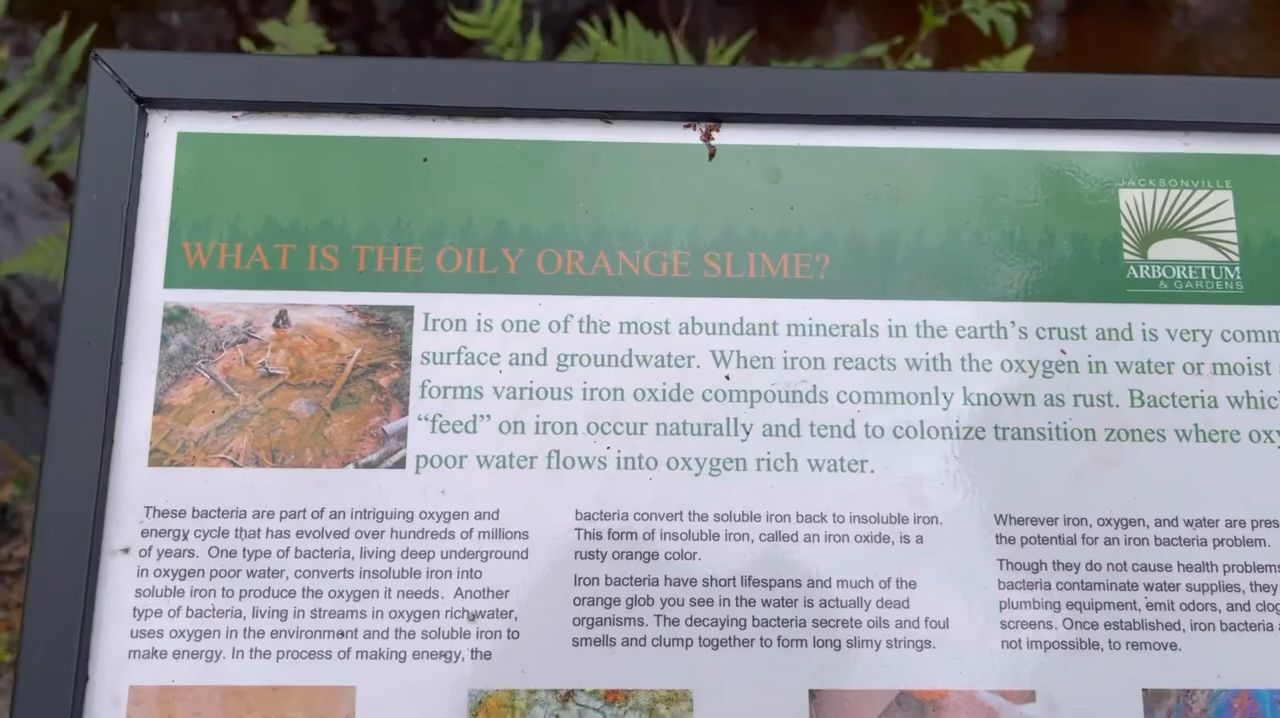 JACKSONVILLE
ARBORETUM
& GARDENS
WHAT IS THE OILY ORANGE SLIME?
Iron is one of the most abundant minerals in the earth's crust and is very
surface and groundwater. When iron reacts with the oxygen in water or moist
forms various iron oxide compounds commonly known as rust. Bacteria
“feed” on iron occur naturally and tend to colonize transition zones where
poor water flows into oxygen rich water.
These bacteria are part of an intriguing oxygen and
energy cycle that has evolved over hundreds of millions
of years. One type of bacteria, living deep underground
in oxygen poor water, converts insoluble iron into
soluble iron to produce the oxygen it needs. Another
type of bacteria, living in streams in oxygen rich water,
uses oxygen in the environment and the soluble iron to
make energy. In the process of making energy, the
bacteria convert the soluble iron back to insoluble iron.
This form of insoluble iron, called an iron oxide, is a
rusty orange color.
Iron bacteria have short lifespans and much of the
orange glob you see in the water is actually dead
organisms. The decaying bacteria secrete oils and foul
smells and clump together to form long slimy strings.
Wherever iron, oxygen, and water are
the potential for an iron bacteria problem.
Though they do not cause health problems
bacteria contaminate water supplies, they
plumbing equipment, emit odors, and
screens. Once established, iron bacteria
not impossible, to remove.